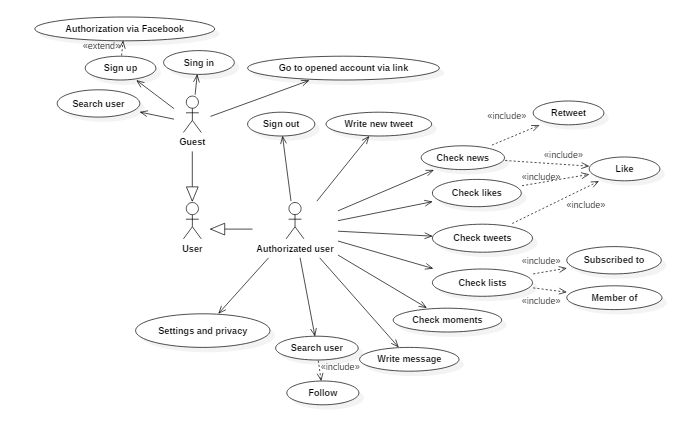 Authorization via Facebook
«extend»
Sign up
Sing in
Go to opened account via link
Search user
Guest
Sign out
Write new tweet
«include»
Retweet
Check news
«include»
Like
Check likes
«include»
«include»
User
Authorizated user
Check tweets
«include»
Subscribed to
Check lists
«include»
Member of
Settings and privacy
Check moments
Search user
Write message
«include»
Follow